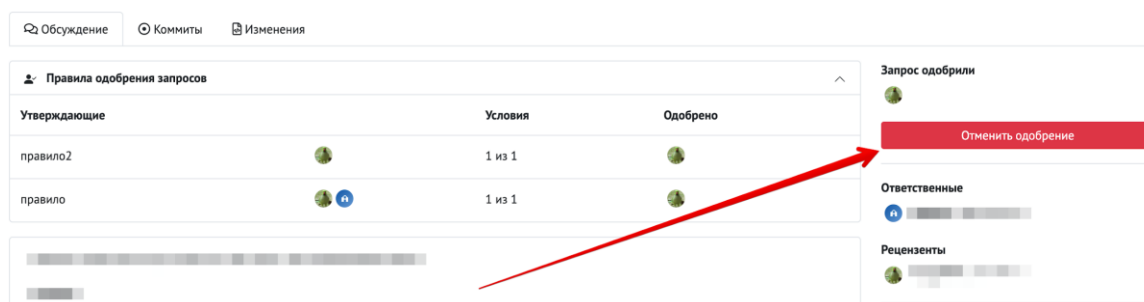 Обсуждение Коммиты Изменения
Правила одобрения запросов
Утверждающие Условия Одобрено
правило2 1 из 1
правило 1 из 1
Запрос одобрили
Отменить одобрение
Ответственные
Рецензенты